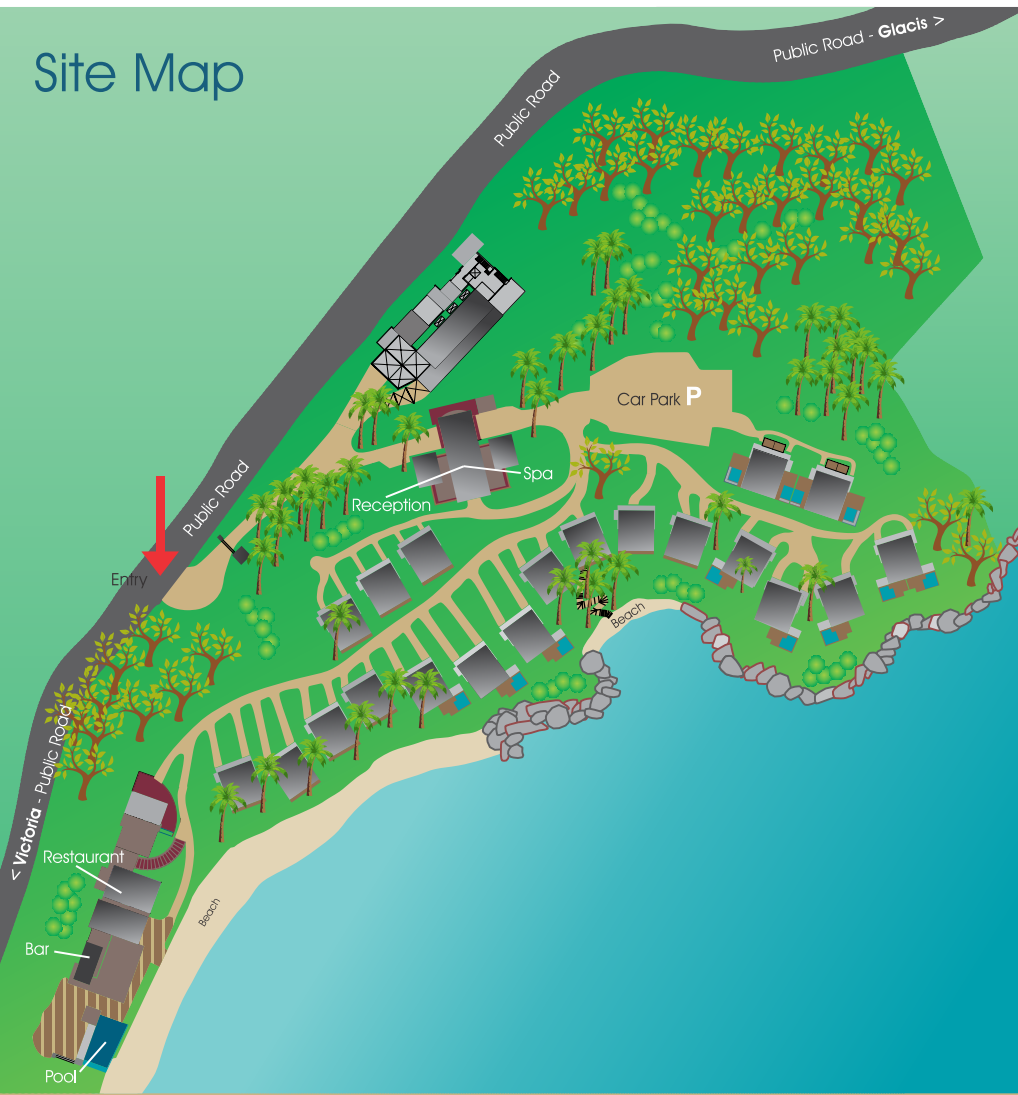 Site Map
Public Road - Glacis >
Public Road
Car Park P
Spa
Reception
Public Road
Entry
Beach
< Victoria - Public Road
Restaurant
Beach
Bar
Pool